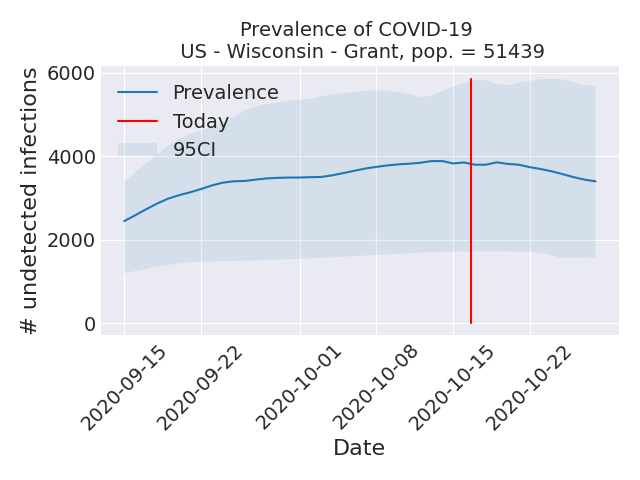 Prevalence of COVID-19
US - Wisconsin - Grant, pop. = 51439
# undetected infections
6000
4000
2000
0
Prevalence
Today
95CI
2020-09-15
2020-09-22
2020-10-01
2020-10-08
2020-10-15
2020-10-22
Date